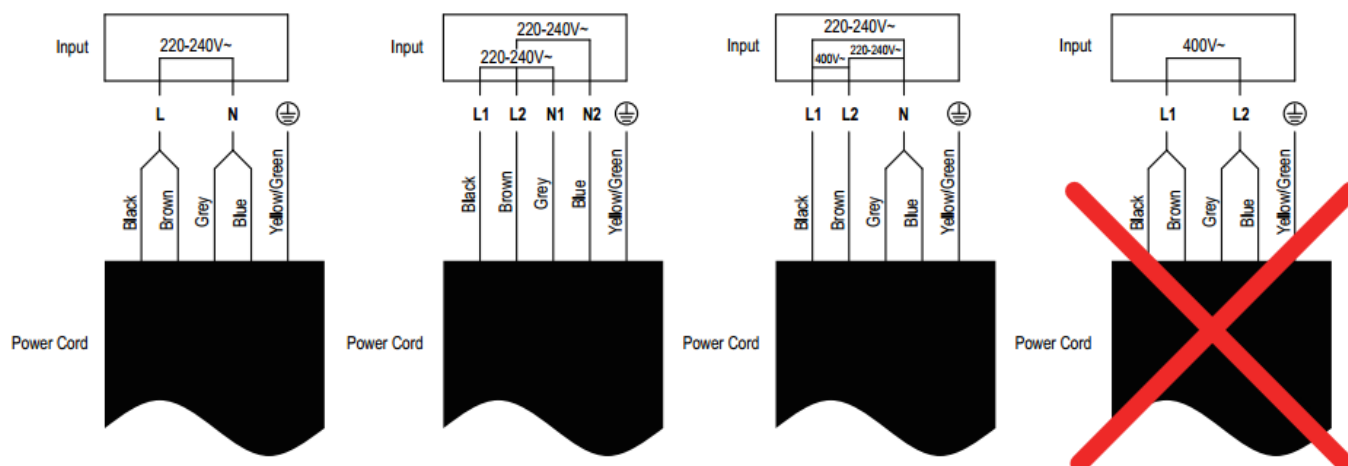 Input
220-240V~
L N
Black
Brown
Grey
Blue
Yellow/Green
Power Cord
Input
220-240V~
220-240V~
L1 L2 N1 N2
Black
Brown
Grey
Blue
Yellow/Green
Power Cord
Input
220-240V~
400V~ 220-240V~
L1 L2 N
Black
Brown
Grey
Blue
Yellow/Green
Power Cord
Input
400V~
L1 L2
Black
Brown
Grey
Blue
Yellow/Green
Power Cord